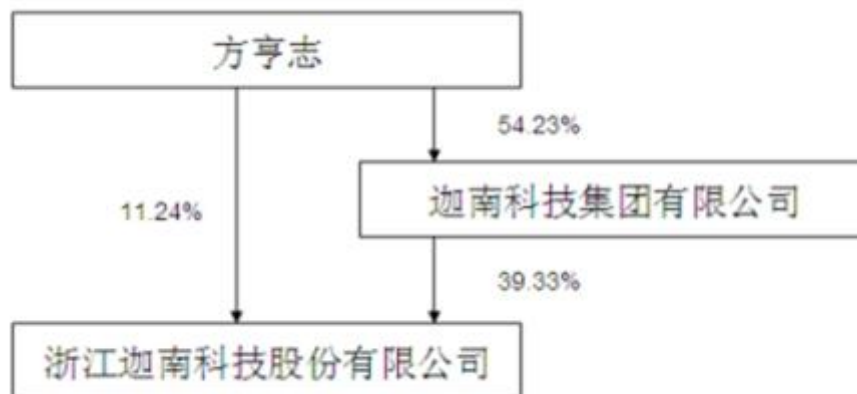 方亨志
54.23%
迦南科技集团有限公司
11.24%
39.33%
浙江迦南科技股份有限公司